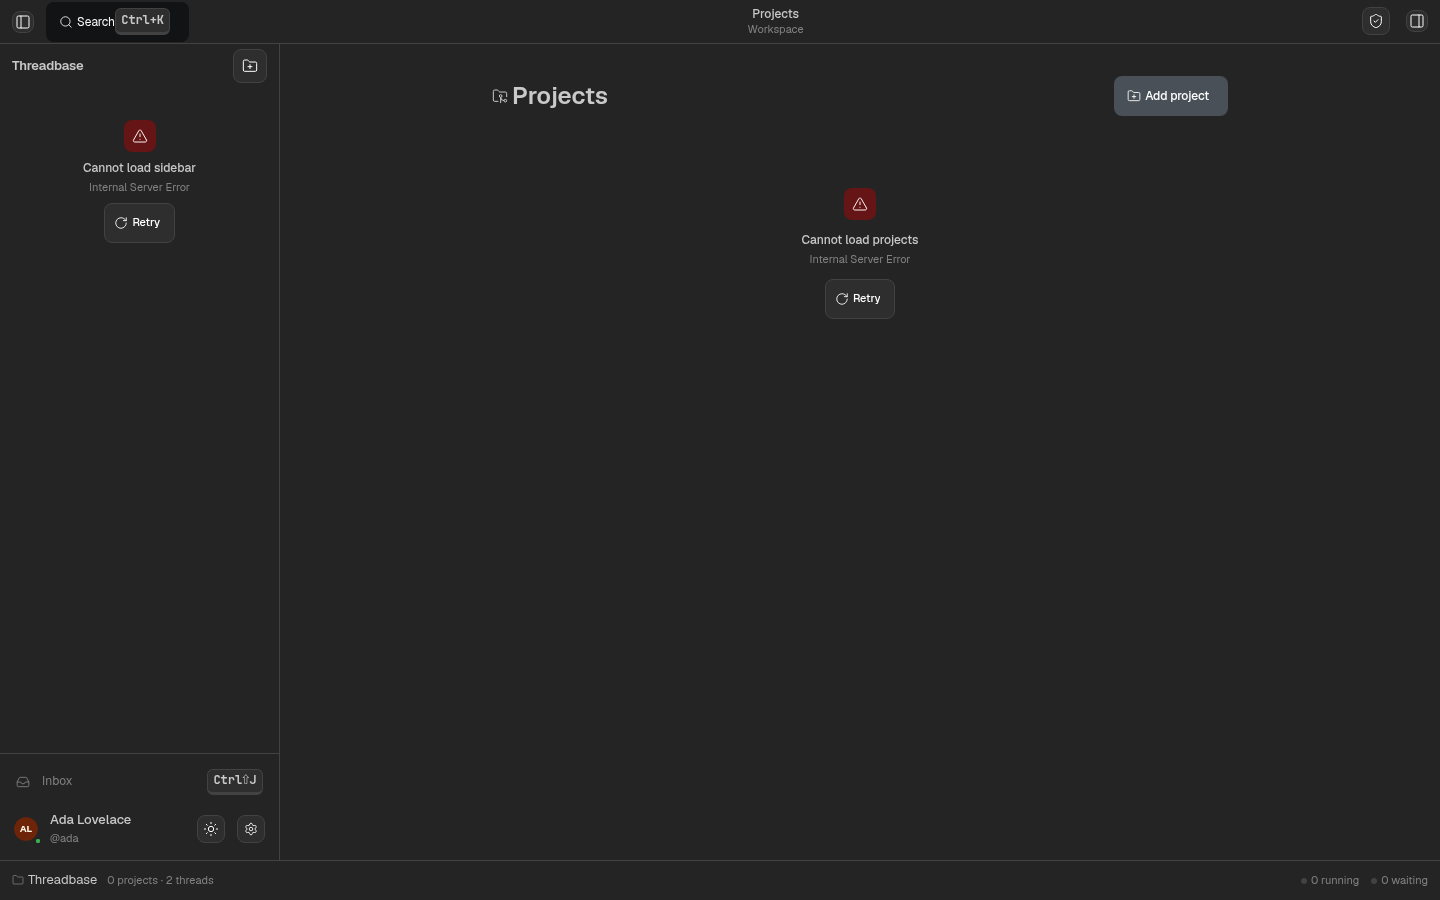 Search Ctrl+K
Projects
Workspace
Threadbase
Cannot load sidebar
Internal Server Error
Retry
Projects
Add project
Cannot load projects
Internal Server Error
Retry
Inbox Ctrl⇧J
AL Ada Lovelace
@ada
Threadbase 0 projects · 2 threads
0 running 0 waiting